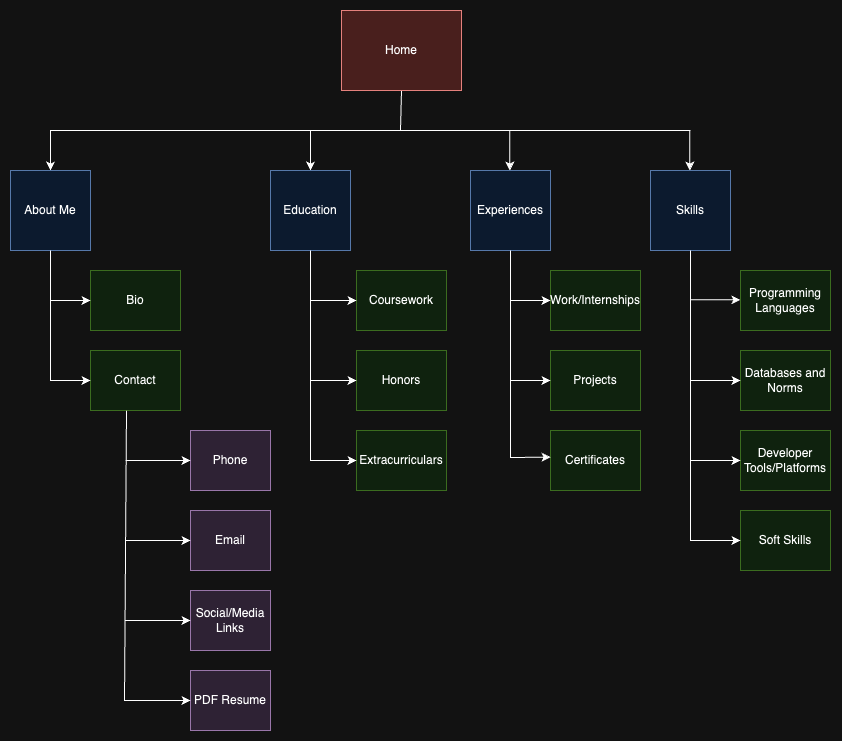 Home
About Me
Education
Experiences
Skills
Bio
Coursework
Work/Internships
Programming
Languages
Contact
Honors
Projects
Databases and
Norms
Phone
Extracurriculars
Certificates
Developer
Tools/Platforms
Email
Soft Skills
Social/Media
Links
PDF Resume